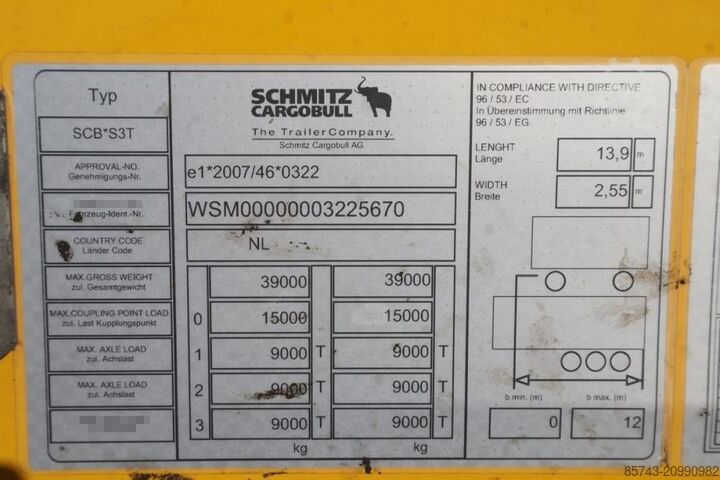 Typ
SCB*S3T
APPROVAL-NO.
Genehmigungs-Nr.
Fahrzeug-Ident.-Nr.
COUNTRY CODE
Länder Code
MAX.GROSS WEIGHT
zul. Gesamtgewicht
MAX.COUPLING POINT LOAD
zul. Last Kupplungspunkt
MAX. AXLE LOAD
zul. Achslast
MAX. AXLE LOAD
zul. Achslast
SCHMITZ
CARGOBULL
The TrailerCompany.
Schmitz Cargobull AG
e1*2007/46*0322
WSM00000003225670
NL
39000 39000
0 15000 15000
1 9000 T 9000 T
2 9000 T 9000 T
3 9000 T 9000 T
kg kg
IN COMPLIANCE WITH DIRECTIVE
96 / 53 / EC
In Übereinstimmung mit Richtlinie
96 / 53 / EG
LENGHT
Länge
13,9 m
WIDTH
Breite
2,55 m
b min. (m) b max. (m)
0 12
85743-20990982